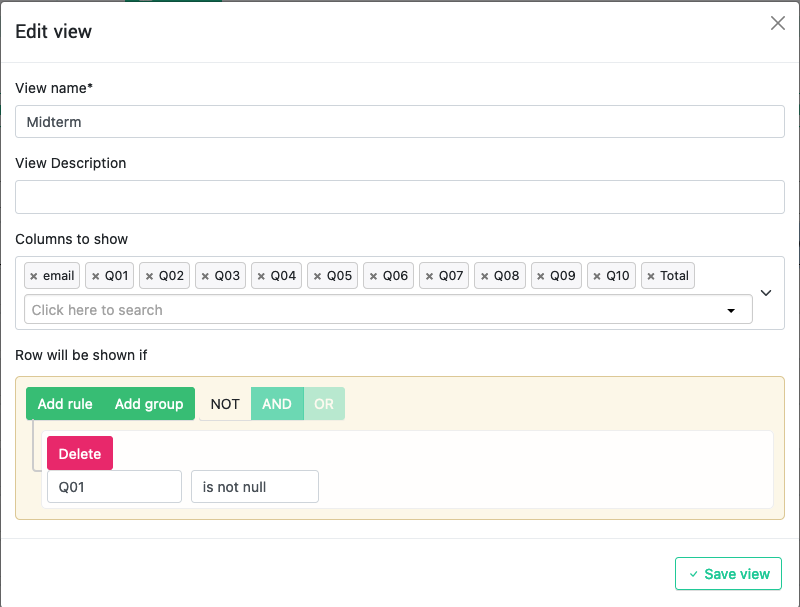 Edit view
View name*
Midterm
View Description
Columns to show
× email × Q01 × Q02 × Q03 × Q04 × Q05 × Q06 × Q07 × Q08 × Q09 × Q10 × Total
Click here to search
Row will be shown if
Add rule Add group NOT AND OR
Delete
Q01 is not null
Save view